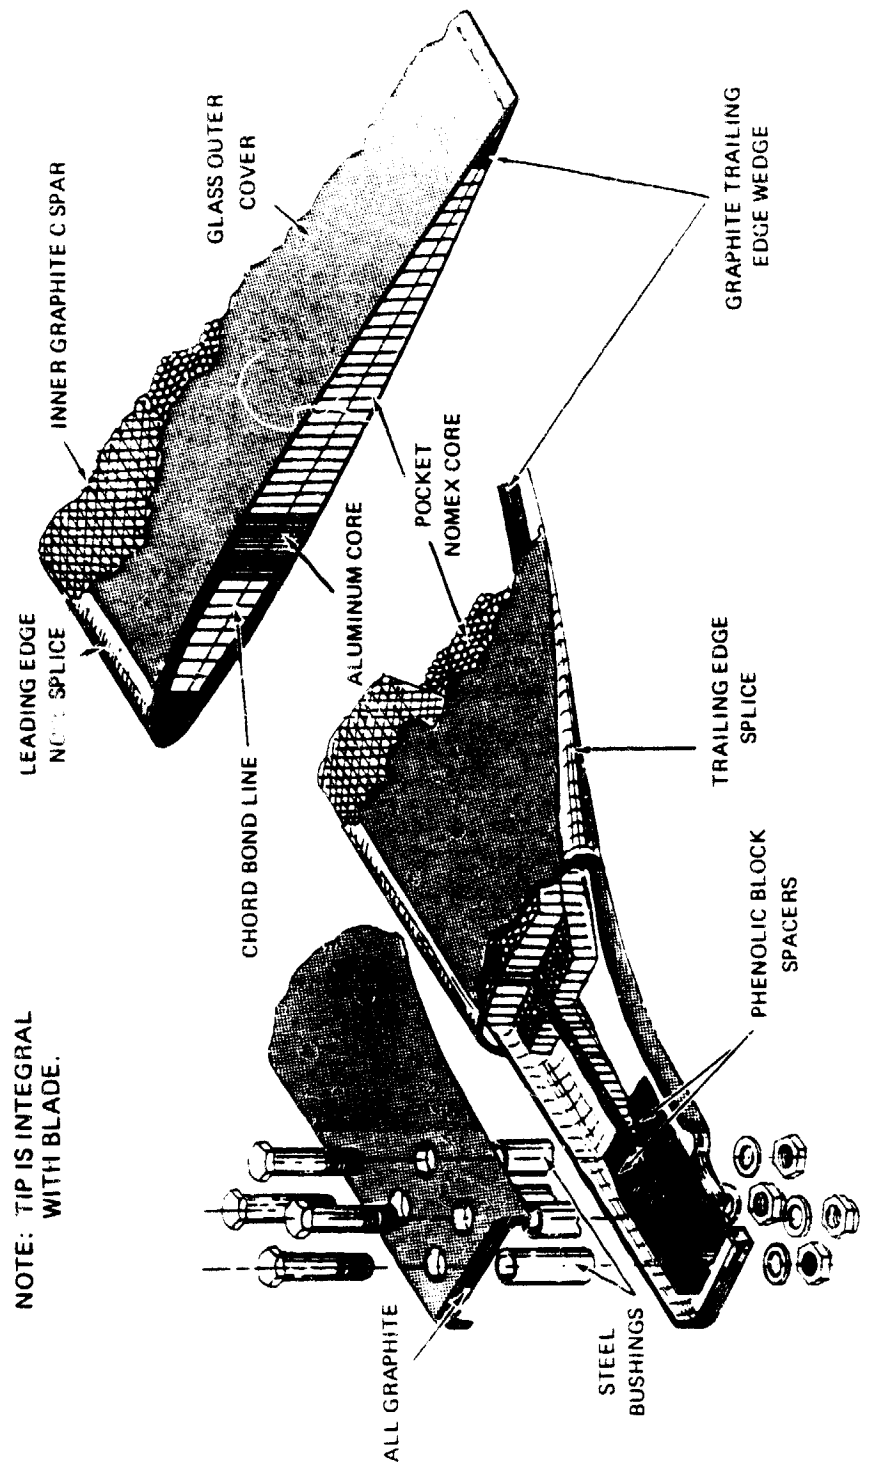 NOTE: TIP IS INTEGRAL
WITH BLADE.
LEADING EDGE
SPLICE
INNER GRAPHITE C SPAR
GLASS OUTER
COVER
CHORD BOND LINE
ALUMINUM CORE
POCKET
NOMEX CORE
ALL GRAPHITE
STEEL
BUSHINGS
PHENOLIC BLOCK
SPACERS
TRAILING EDGE
SPLICE
GRAPHITE TRAILING
EDGE WEDGE